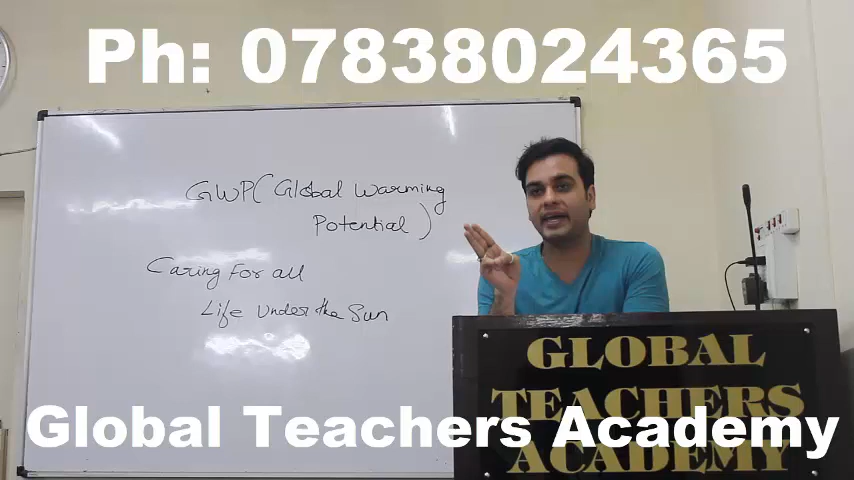 Ph: 07838024365
GWP (Global Warming
Potential)
Caring For all
Life Under the Sun
GLOBAL
TEACHERS
ACADEMY
Global Teachers Academy